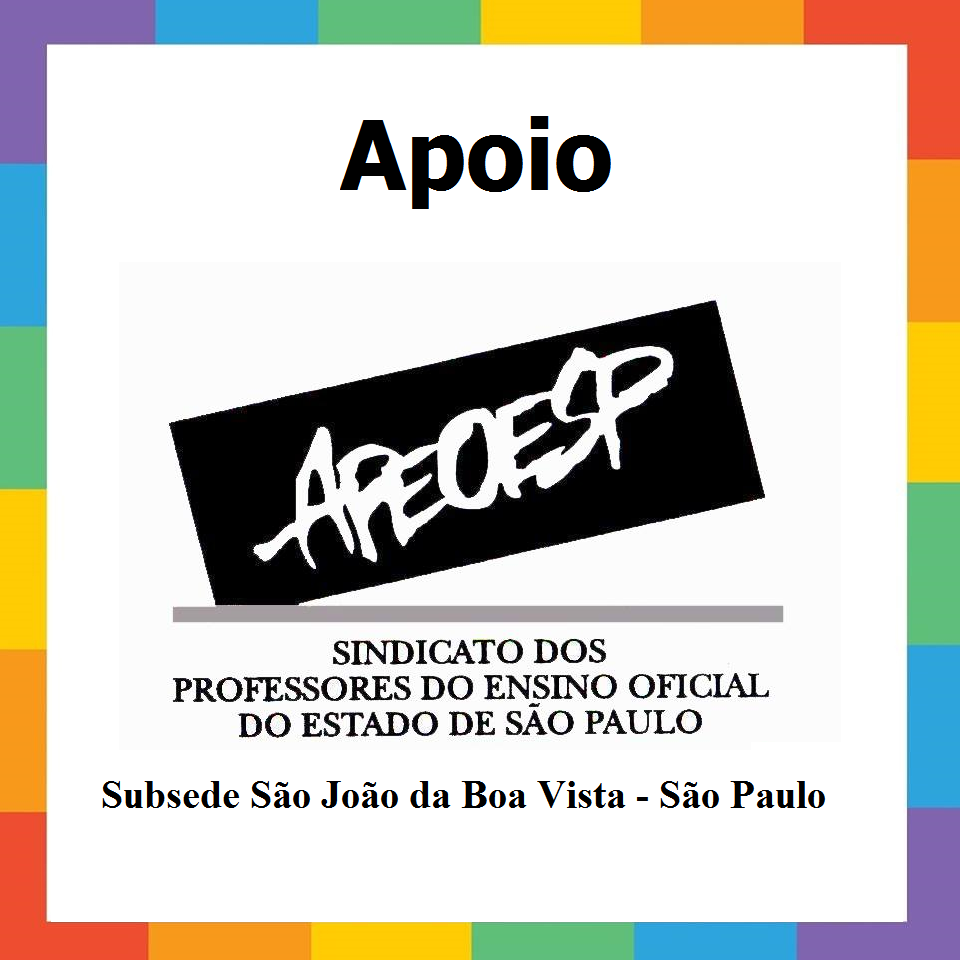 Apoio
APEOESP
SINDICATO DOS
PROFESSORES DO ENSINO OFICIAL
DO ESTADO DE SÃO PAULO
Subsede São João da Boa Vista - São Paulo